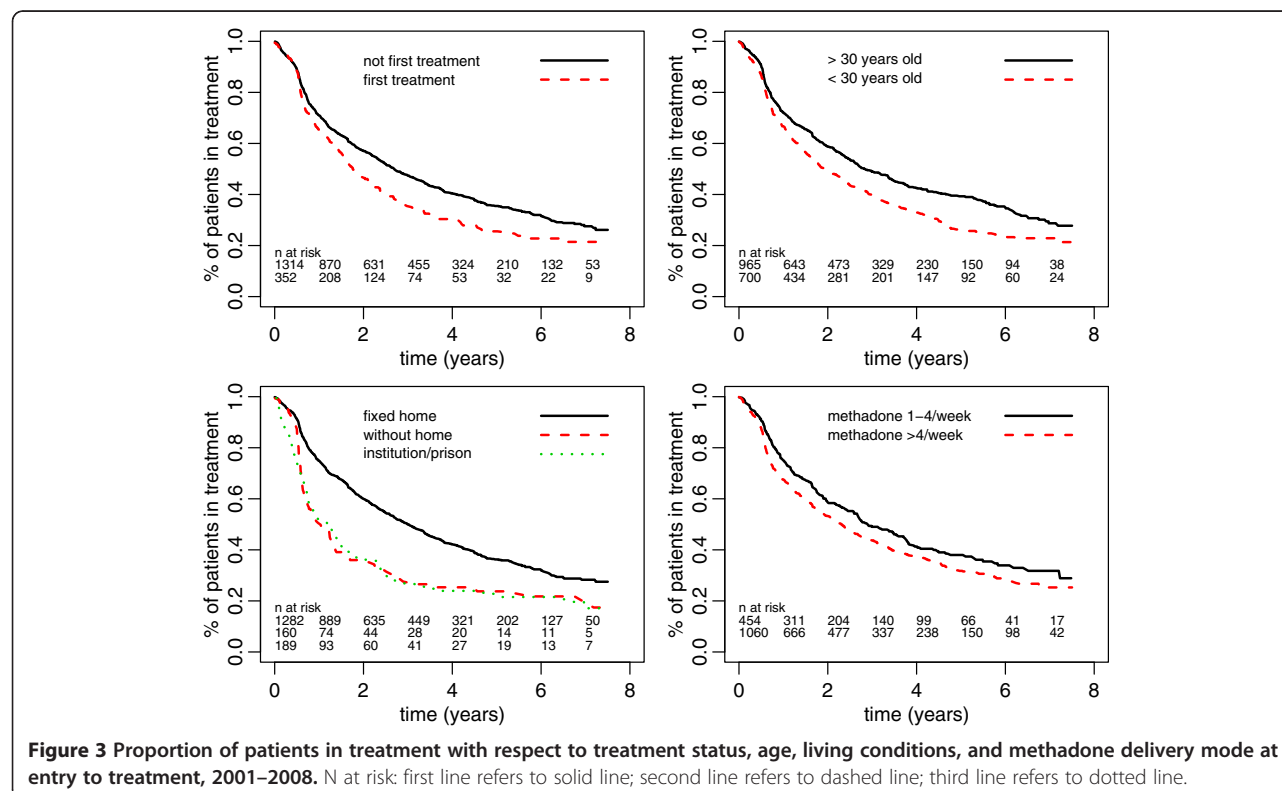 not first treatment
first treatment
% of patients in treatment
0.0 0.2 0.4 0.6 0.8 1.0
n at risk
1314 870 631 455 324 210 132 53
352 208 124 74 53 32 22 9
0 2 4 6 8
time (years)
> 30 years old
< 30 years old
% of patients in treatment
0.0 0.2 0.4 0.6 0.8 1.0
n at risk
965 643 473 329 230 150 94 38
700 434 281 201 147 92 60 24
0 2 4 6 8
time (years)
fixed home
without home
institution/prison
% of patients in treatment
0.0 0.2 0.4 0.6 0.8 1.0
n at risk
1282 889 635 449 321 202 127 50
160 74 44 28 20 14 11 5
189 93 60 41 27 19 13 7
0 2 4 6 8
time (years)
methadone 1–4/week
methadone >4/week
% of patients in treatment
0.0 0.2 0.4 0.6 0.8 1.0
n at risk
454 311 204 140 99 66 41 17
1060 666 477 337 238 150 98 42
0 2 4 6 8
time (years)
Figure 3 Proportion of patients in treatment with respect to treatment status, age, living conditions, and methadone delivery mode at
entry to treatment, 2001–2008. N at risk: first line refers to solid line; second line refers to dashed line; third line refers to dotted line.